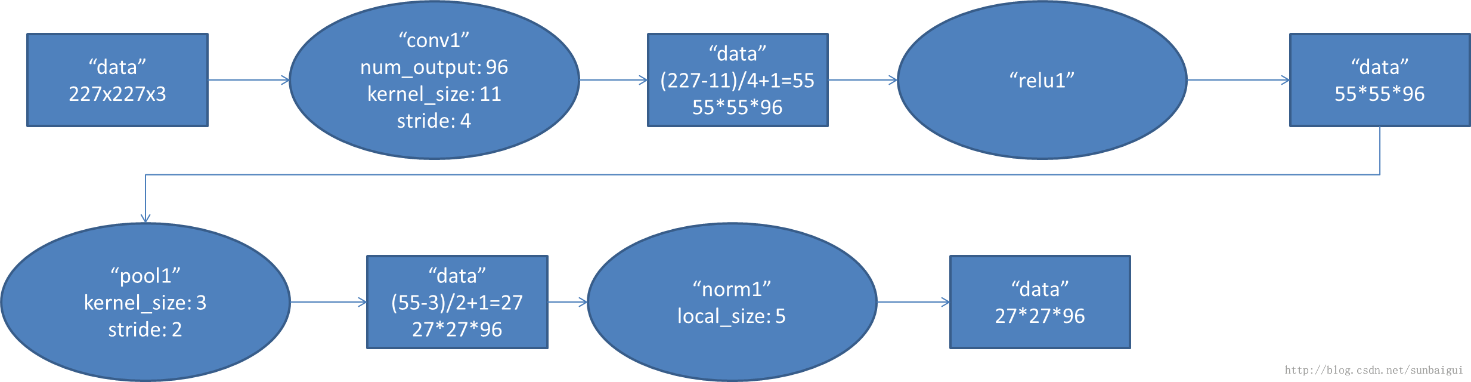 “data”
227x227x3
“conv1”
num_output: 96
kernel_size: 11
stride: 4
“data”
(227-11)/4+1=55
55*55*96
“relu1”
“data”
55*55*96
“pool1”
kernel_size: 3
stride: 2
“data”
(55-3)/2+1=27
27*27*96
“norm1”
local_size: 5
“data”
27*27*96
http://blog.csdn.net/sunbaigui